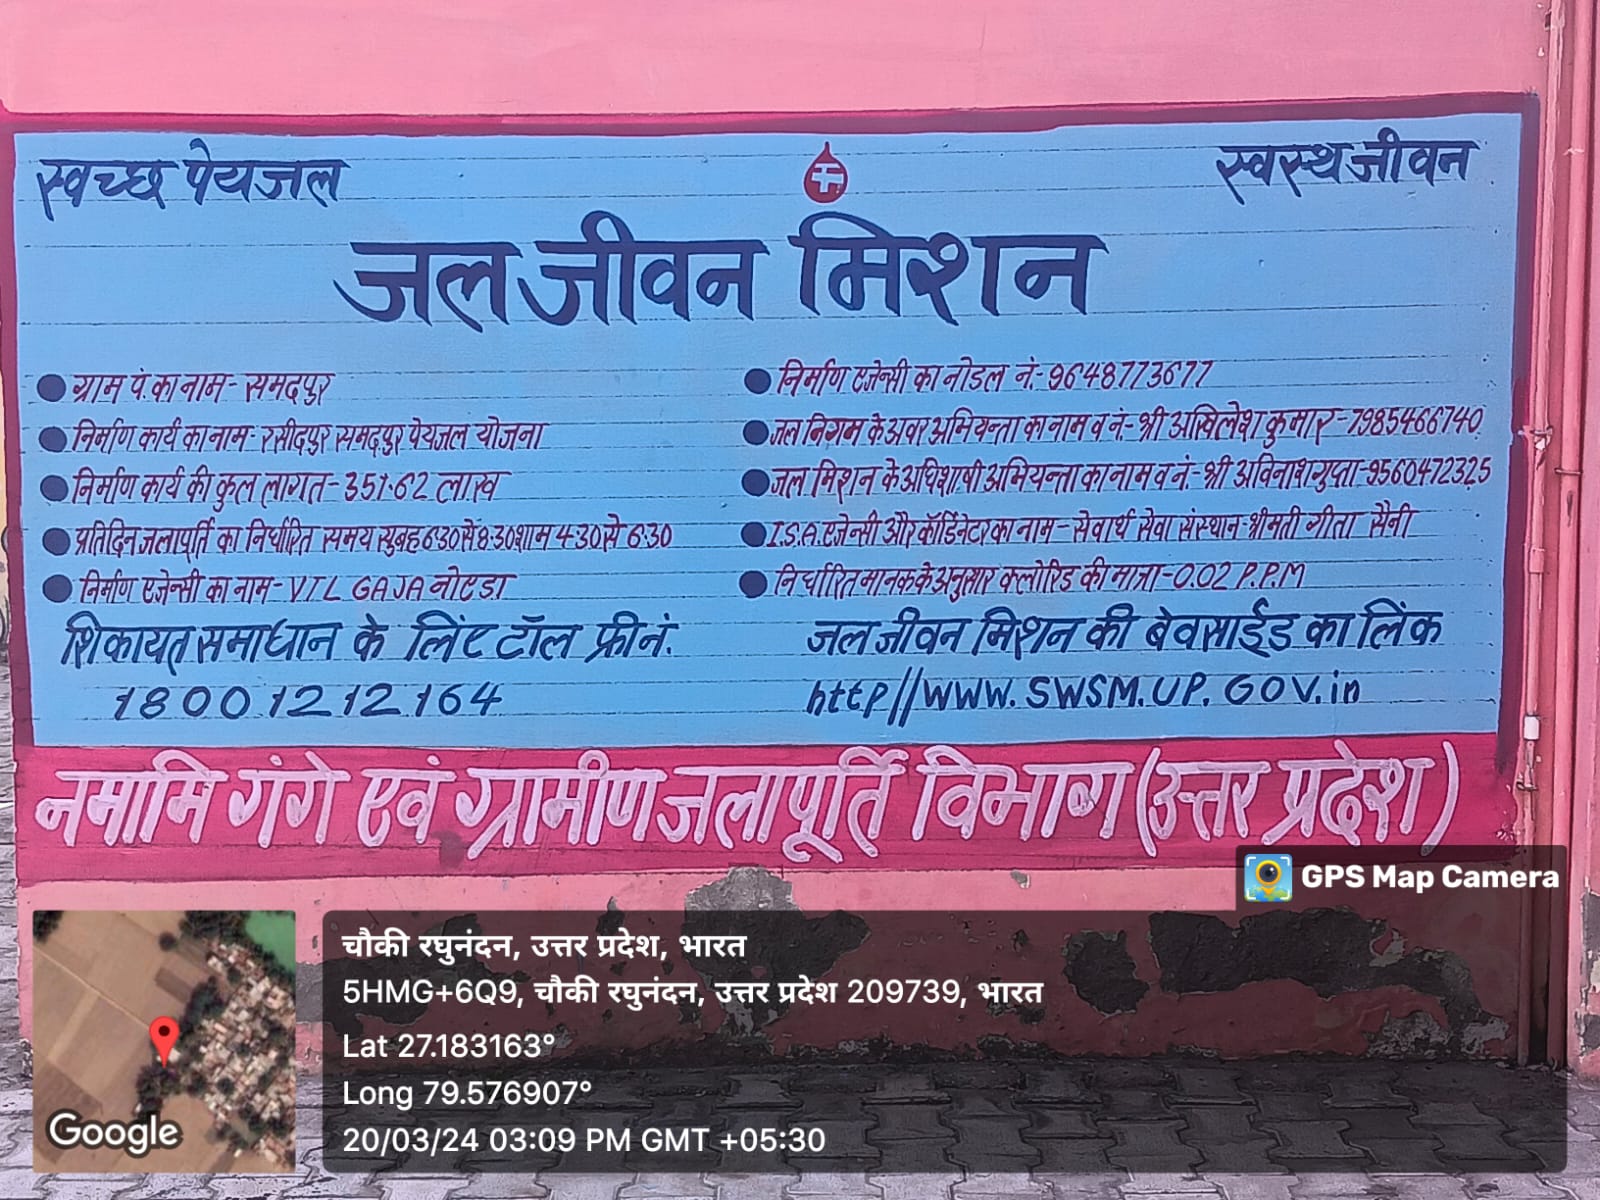 स्वच्छ पेयजल
स्वस्थ जीवन
जल जीवन मिशन
ग्राम पं. का नाम - समदपुर
निर्माण कार्य का नाम - रसीदपुर समदपुर पेयजल योजना
निर्माण कार्य की कुल लागत - 351.62 लाख
प्रतिदिन जलापूर्ति का निर्धारित समय सुबह 6:30 से 8:30 शाम 4:30 से 6:30
निर्माण एजेन्सी का नाम - VTL GAJA नोएडा
निर्माण एजेन्सी का नोडल नं:- 9648773677
जल निगम के अवर अभियन्ता का नाम व नं:- श्री अखिलेश कुमार - 7985466740
जल मिशन के अधिशाषी अभियन्ता का नाम व नं:- श्री अविनाश गुप्ता - 9560472325
I.S.A. एजेन्सी और कॉर्डिनेटर का नाम - सेवार्थ सेवा संस्थान - श्रीमती गीता सैनी
निर्धारित मानक के अनुसार क्लोरिड की मात्रा - 0.02 P.P.M
शिकायत समाधान के लिए टॉल फ्री नं.
1800 12 12 164
जल जीवन मिशन की बेवसाईड का लिंक
http//WWW.SWSM.UP.GOV.in
नमामि गंगे एवं ग्रामीण जलापूर्ति विभाग (उत्तर प्रदेश)
GPS Map Camera
चौकी रघुनंदन, उत्तर प्रदेश, भारत
5HMG+6Q9, चौकी रघुनंदन, उत्तर प्रदेश 209739, भारत
Lat 27.183163°
Long 79.576907°
20/03/24 03:09 PM GMT +05:30
Google